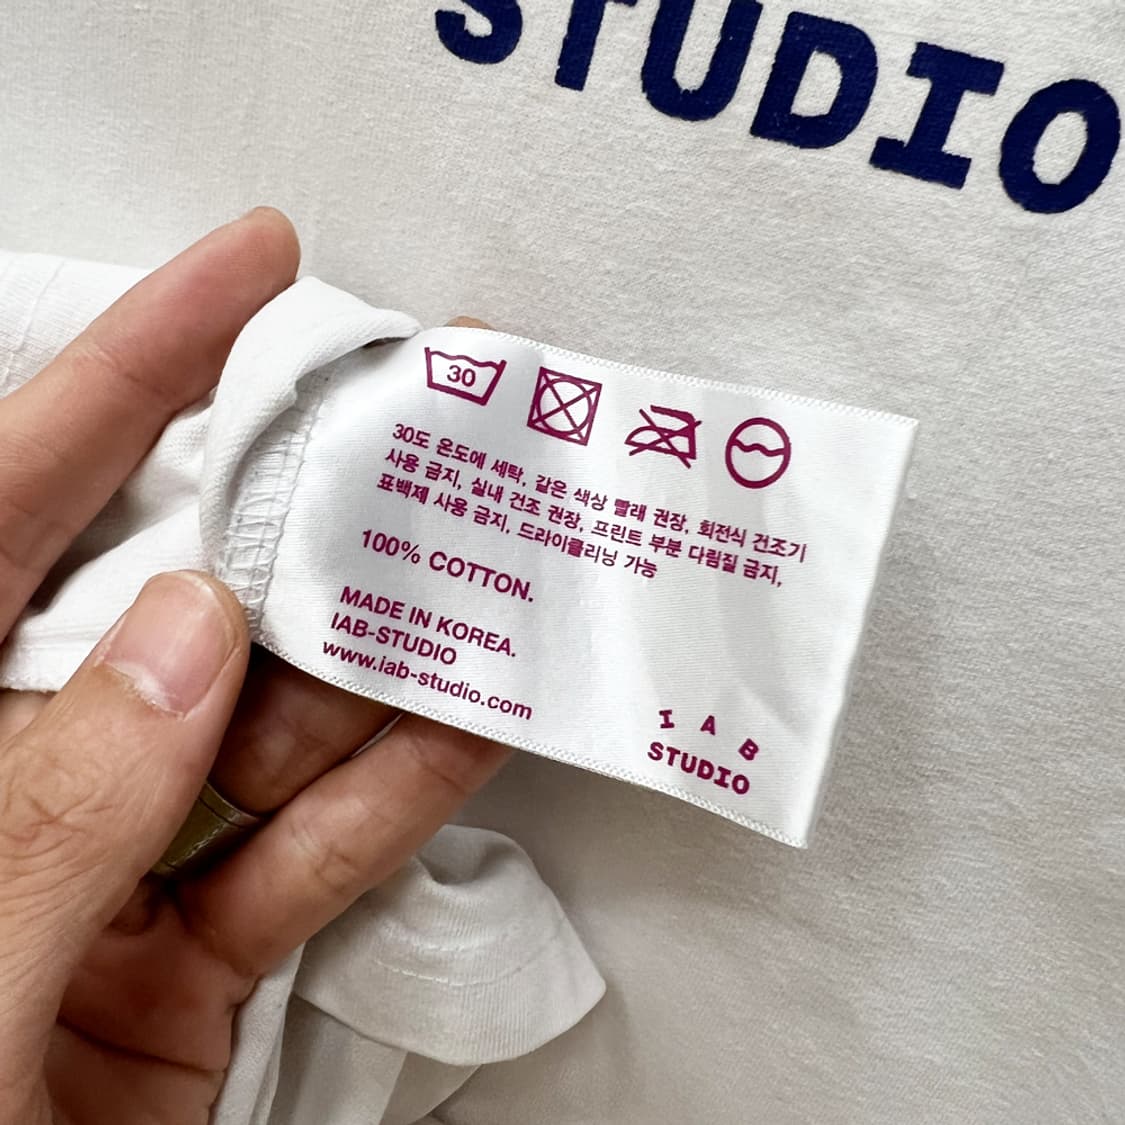 STUDIO
30
30도 온도에 세탁, 같은 색상 빨래 권장, 회전식 건조기
사용 금지, 실내 건조 권장, 프린트 부분 다림질 금지,
표백제 사용 금지, 드라이클리닝 가능
100% COTTON.
MADE IN KOREA.
IAB-STUDIO
www.iab-studio.com
I A B
STUDIO